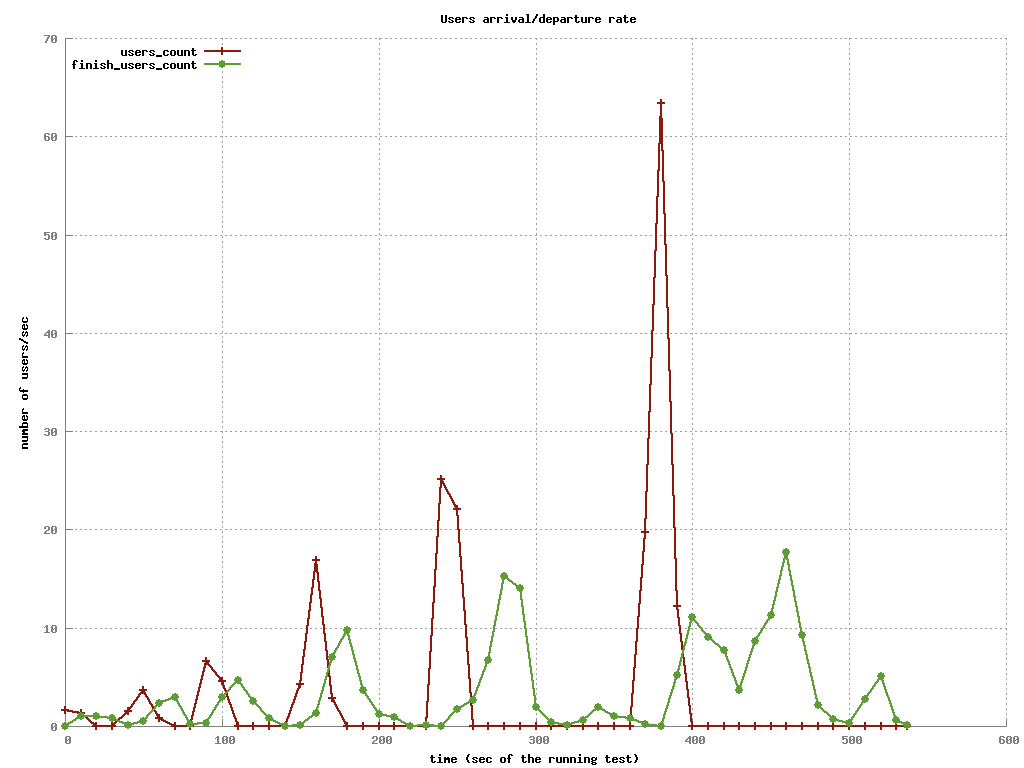 Users arrival/departure rate
70
users_count
finish_users_count
60
50
40
30
20
10
0
number of users/sec
0 100 200 300 400 500 600
time (sec of the running test)